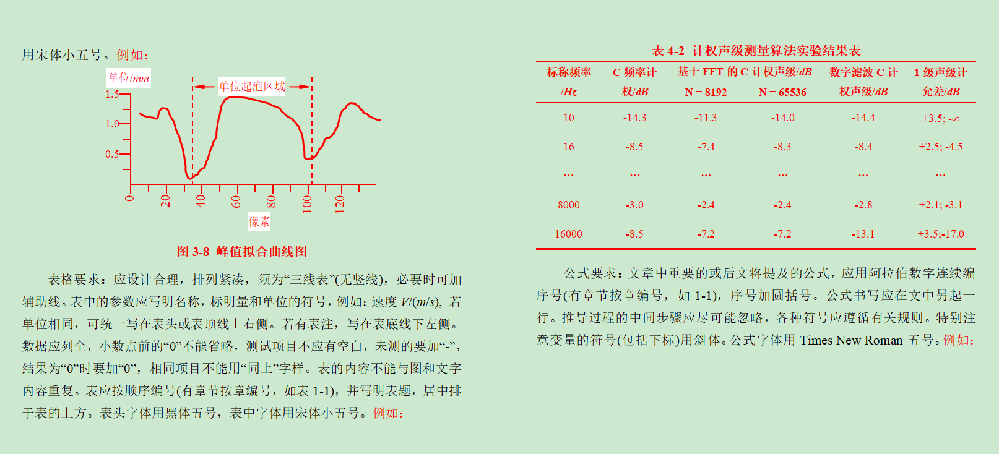 用宋体小五号。例如：
单位/mm
单位起泡区域
1.5
1.0
0.5
0 20 40 60 80 100 120
像素
图 3-8 峰值拟合曲线图
表格要求：应设计合理，排列紧凑，须为“三线表”(无竖线)，必要时可加
辅助线。表中的参数应写明名称，标明量和单位的符号，例如：速度 V/(m/s), 若
单位相同，可统一写在表头或表顶线上右侧。若有表注，写在表底线下左侧。
数据应列全，小数点前的“0”不能省略，测试项目不应有空白，未测的要加“-”，
结果为“0”时要加“0”，相同项目不能用“同上”字样。表的内容不能与图和文字
内容重复。表应按顺序编号(有章节按章编号，如表 1-1)，并写明表题，居中排
于表的上方。表头字体用黑体五号，表中字体用宋体小五号。例如：
表 4-2 计权声级测量算法实验结果表
标称频率 C 频率计 基于 FFT 的 C 计权声级/dB 数字滤波 C 计 1 级声级计
/Hz 权/dB N = 8192 N = 65536 权声级/dB 允差/dB
10 -14.3 -11.3 -14.0 -14.4 +3.5; -∞
16 -8.5 -7.4 -8.3 -8.4 +2.5; -4.5
… … … … … …
8000 -3.0 -2.4 -2.4 -2.8 +2.1; -3.1
16000 -8.5 -7.2 -7.2 -13.1 +3.5;-17.0
公式要求：文章中重要的或后文将提及的公式，应用阿拉伯数字连续编
序号(有章节按章编号，如 1-1)，序号加圆括号。公式书写应在文中另起一
行。推导过程的中间步骤应尽可能忽略，各种符号应遵循有关规则。特别注
意变量的符号(包括下标)用斜体。公式字体用 Times New Roman 五号。例如：